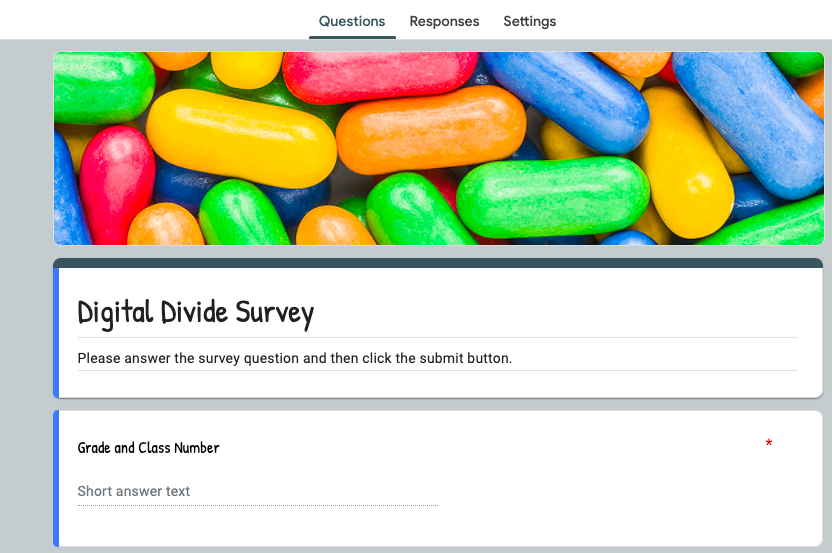 Questions Responses Settings
Digital Divide Survey
Please answer the survey question and then click the submit button.
Grade and Class Number *
Short answer text